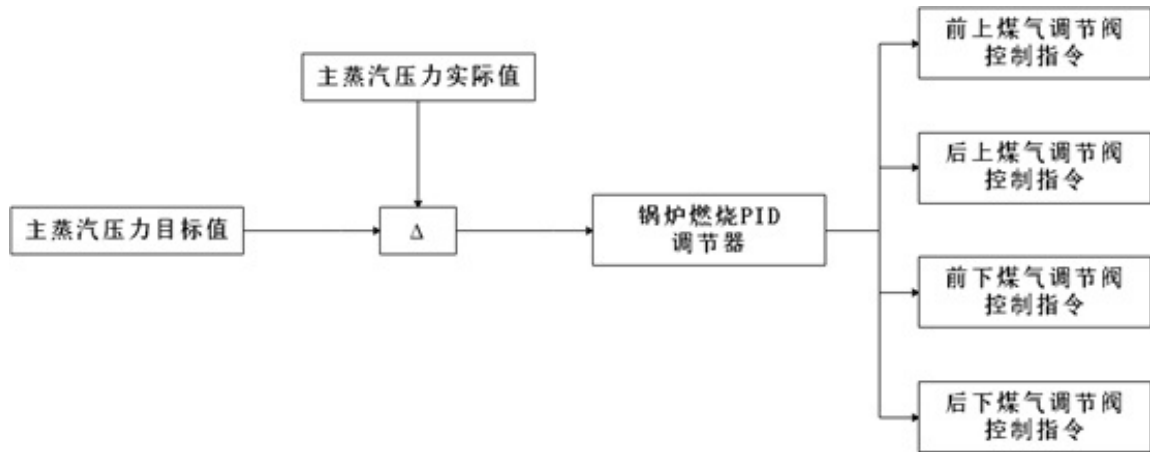 前上煤气调节阀
控制指令
主蒸汽压力实际值
后上煤气调节阀
控制指令
主蒸汽压力目标值
Δ
锅炉燃烧PID
调节器
前下煤气调节阀
控制指令
后下煤气调节阀
控制指令